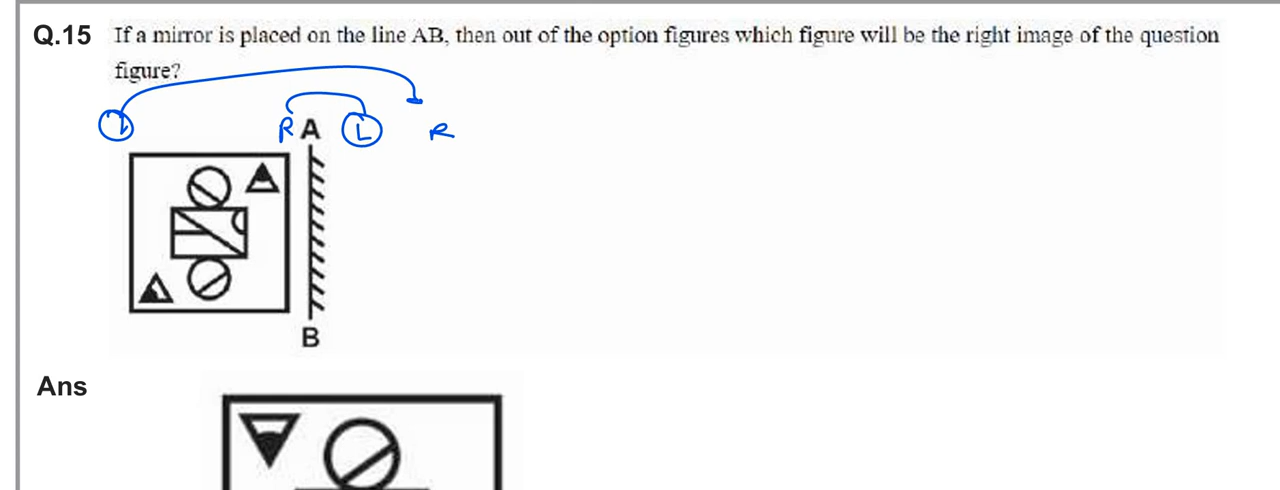 Q.15 If a mirror is placed on the line AB, then out of the option figures which figure will be the right image of the question
figure?
L R A L R
B
Ans